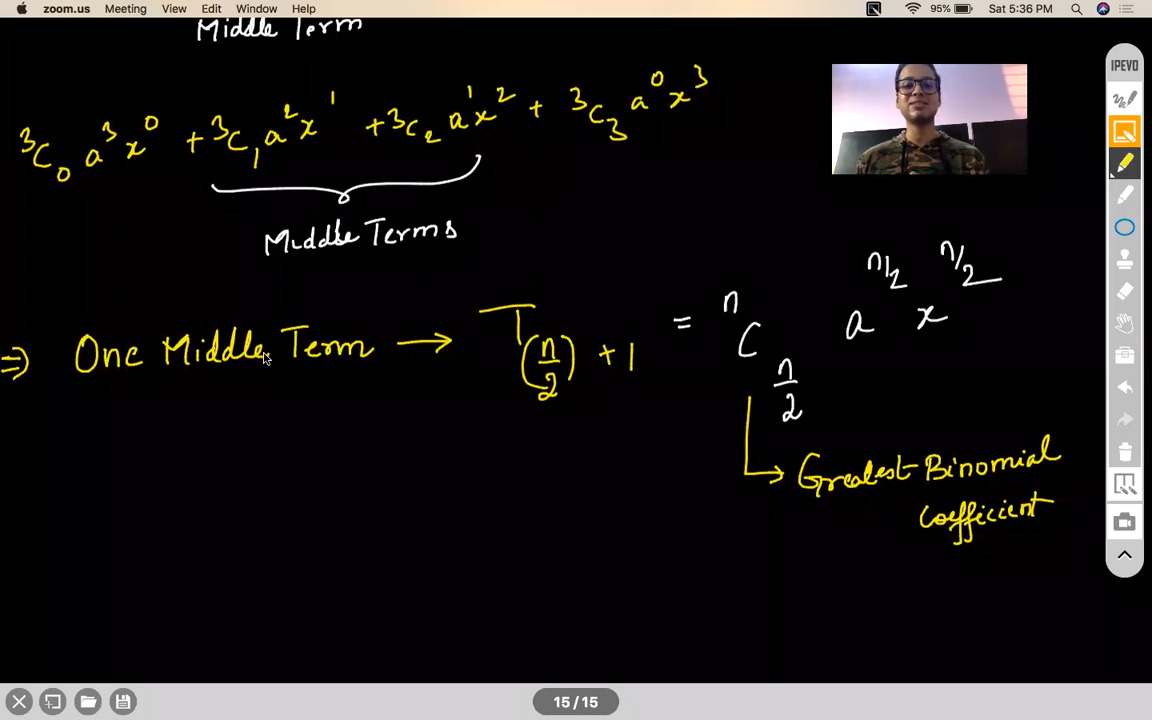 zoom.us Meeting View Edit Window Help 95% Sat 5:36 PM
Middle Term
IPEVO
³C₀ a³ x⁰ + ³C₁ a² x¹ + ³C₂ a¹ x² + ³C₃ a⁰ x³
Middle Terms
⇒ One Middle Term → T(n/2) + 1 = ⁿC n/2 a n/2 x n/2
↳ Greatest Binomial
coefficient
15 / 15